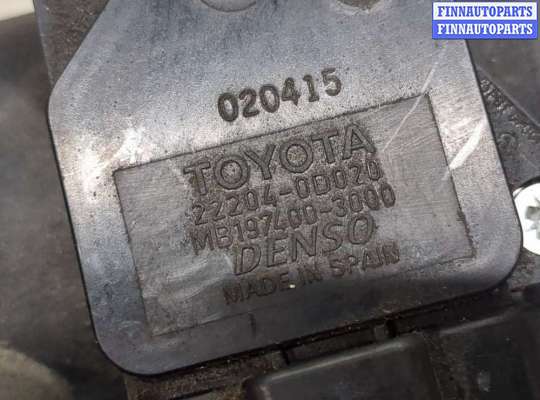 FINNAUTOPARTS
FINNAUTOPARTS
020415
TOYOTA
22204-0D020
MB197400-3000
DENSO
MADE IN SPAIN